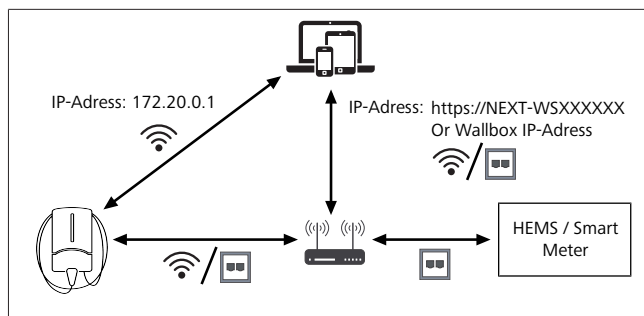 IP-Adress: 172.20.0.1
IP-Adress: https://NEXT-WSXXXXXX
Or Wallbox IP-Adress
HEMS / Smart
Meter